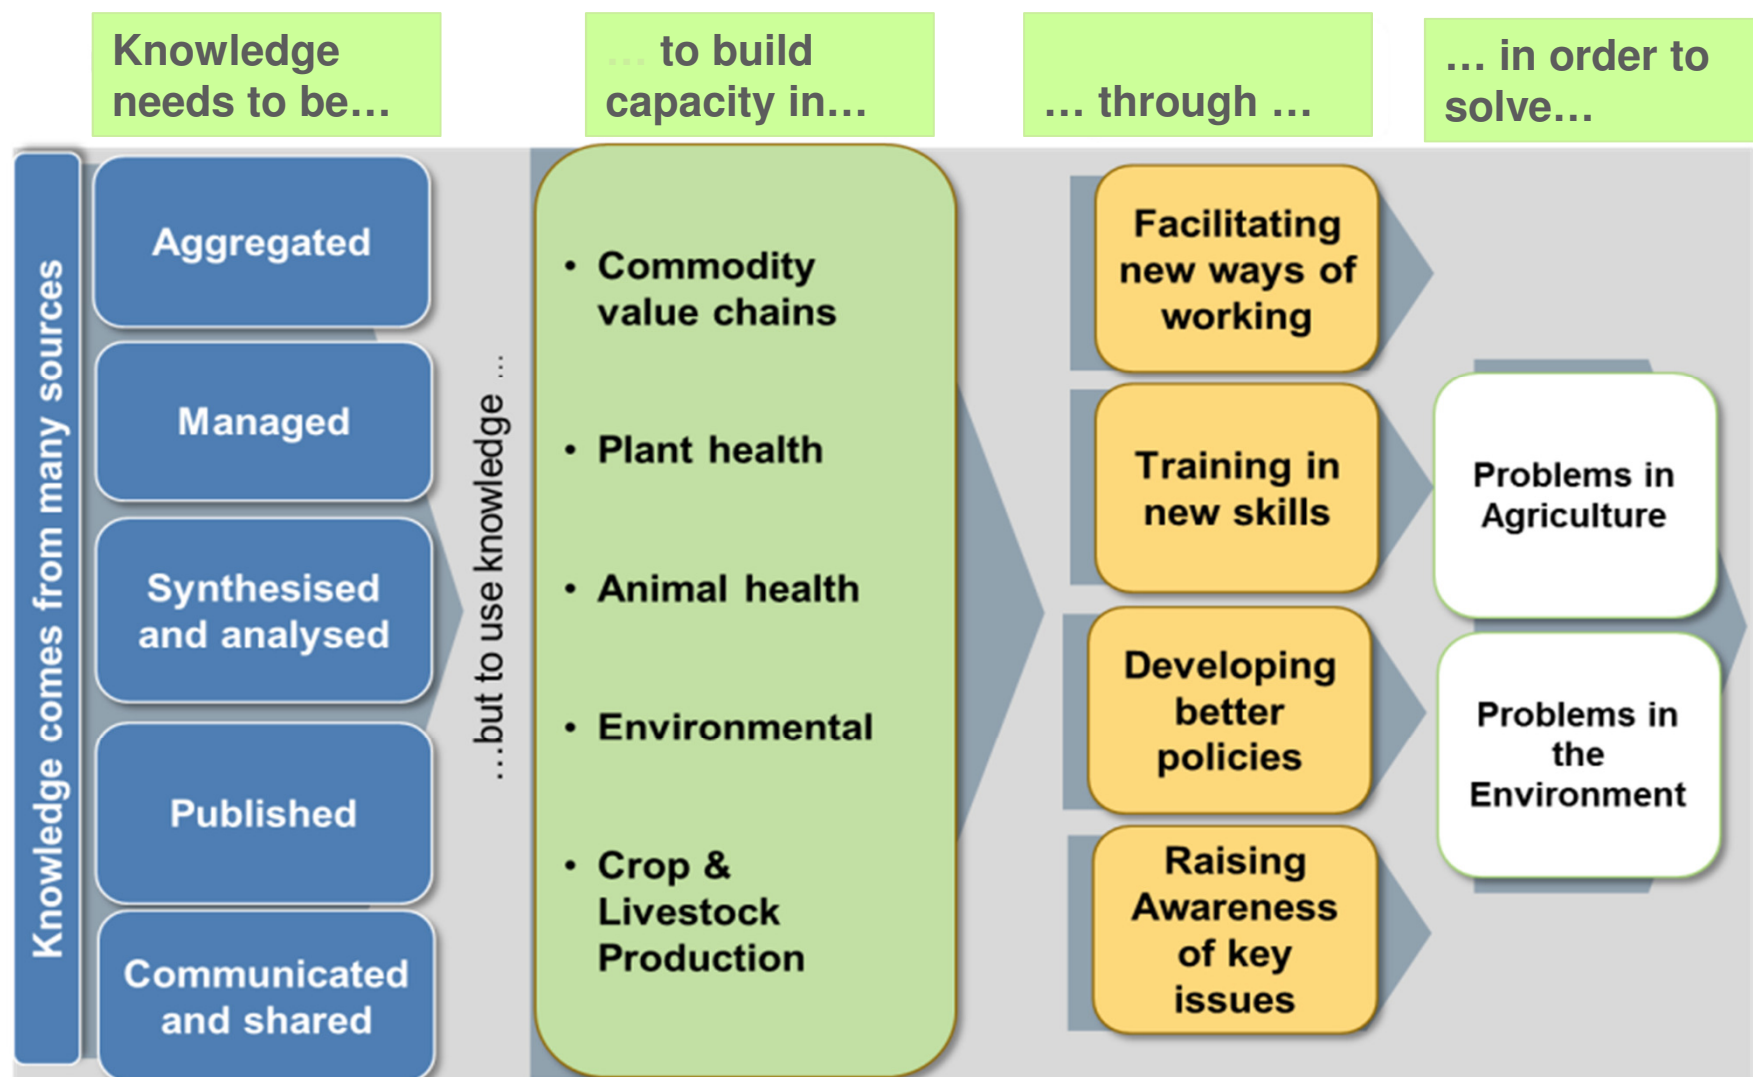 Knowledge
needs to be…
… to build
capacity in…
… through …
… in order to
solve…
Knowledge comes from many sources
Aggregated
Managed
Synthesised
and analysed
Published
Communicated
and shared
…but to use knowledge …
• Commodity
value chains
• Plant health
• Animal health
• Environmental
• Crop &
Livestock
Production
Facilitating
new ways of
working
Training in
new skills
Developing
better
policies
Raising
Awareness
of key
issues
Problems in
Agriculture
Problems in
the
Environment